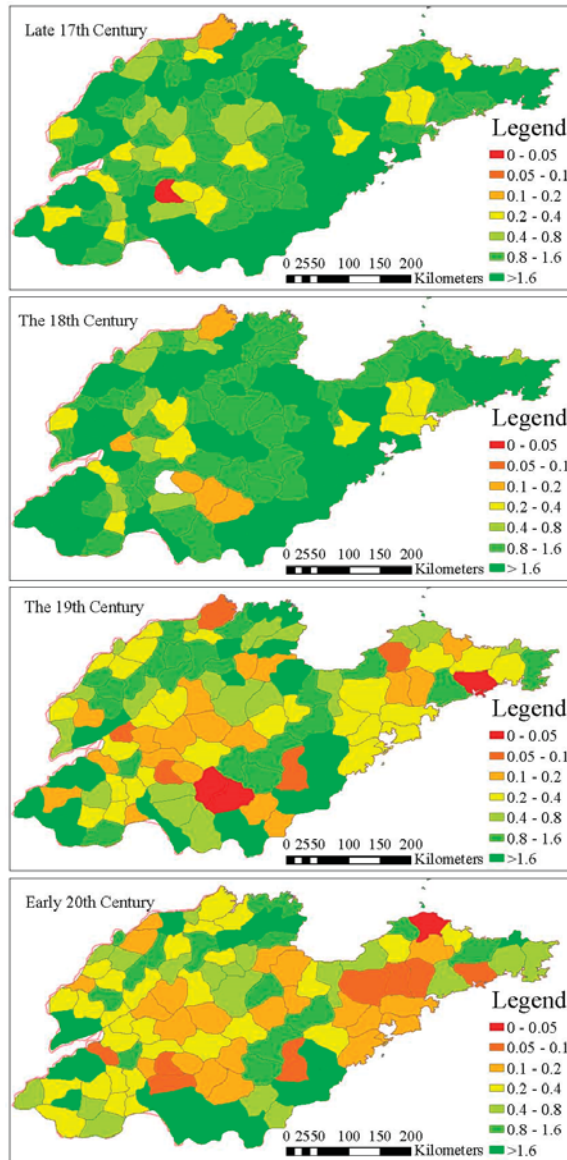 Late 17th Century
Legend
0 - 0.05
0.05 - 0.1
0.1 - 0.2
0.2 - 0.4
0.4 - 0.8
0.8 - 1.6
>1.6
0 2550 100 150 200
Kilometers
The 18th Century
Legend
0 - 0.05
0.05 - 0.1
0.1 - 0.2
0.2 - 0.4
0.4 - 0.8
0.8 - 1.6
> 1.6
0 2550 100 150 200
Kilometers
The 19th Century
Legend
0 - 0.05
0.05 - 0.1
0.1 - 0.2
0.2 - 0.4
0.4 - 0.8
0.8 - 1.6
>1.6
0 2550 100 150 200
Kilometers
Early 20th Century
Legend
0 - 0.05
0.05 - 0.1
0.1 - 0.2
0.2 - 0.4
0.4 - 0.8
0.8 - 1.6
>1.6
0 2550 100 150 200
Kilometers